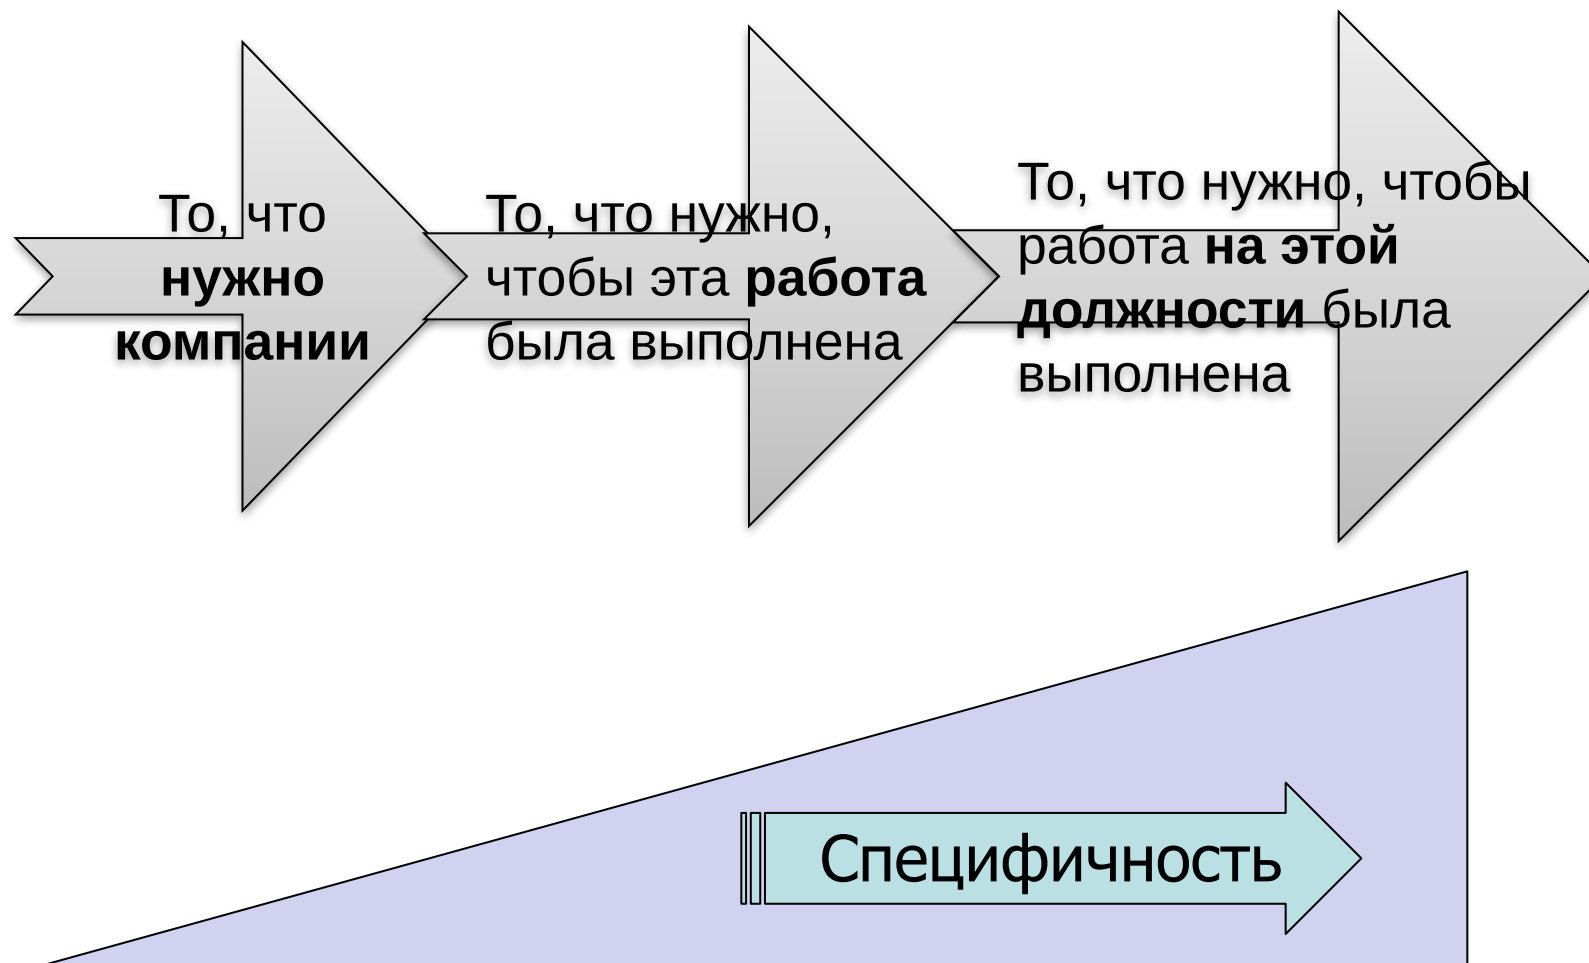 То, что
нужно
компании
То, что нужно,
чтобы эта работа
была выполнена
То, что нужно, чтобы
работа на этой
должности была
выполнена
Специфичность